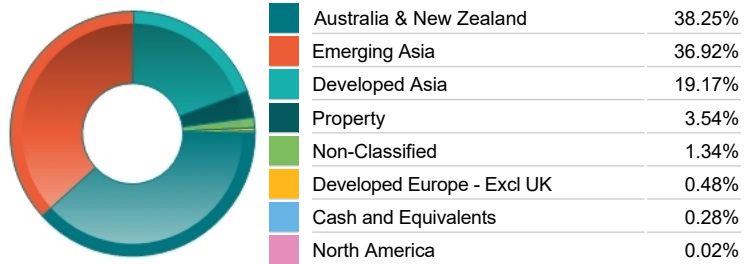 Australia & New Zealand 38.25%
Emerging Asia 36.92%
Developed Asia 19.17%
Property 3.54%
Non-Classified 1.34%
Developed Europe - Excl UK 0.48%
Cash and Equivalents 0.28%
North America 0.02%